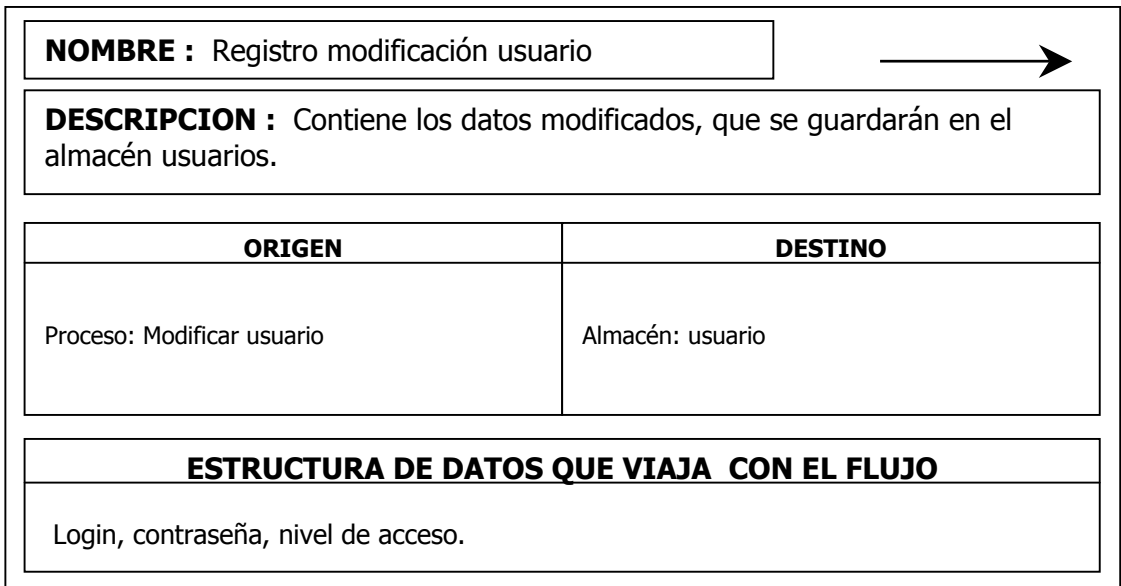 NOMBRE : Registro modificación usuario
DESCRIPCION : Contiene los datos modificados, que se guardarán en el
almacén usuarios.
ORIGEN
DESTINO
Proceso: Modificar usuario
Almacén: usuario
ESTRUCTURA DE DATOS QUE VIAJA CON EL FLUJO
Login, contraseña, nivel de acceso.